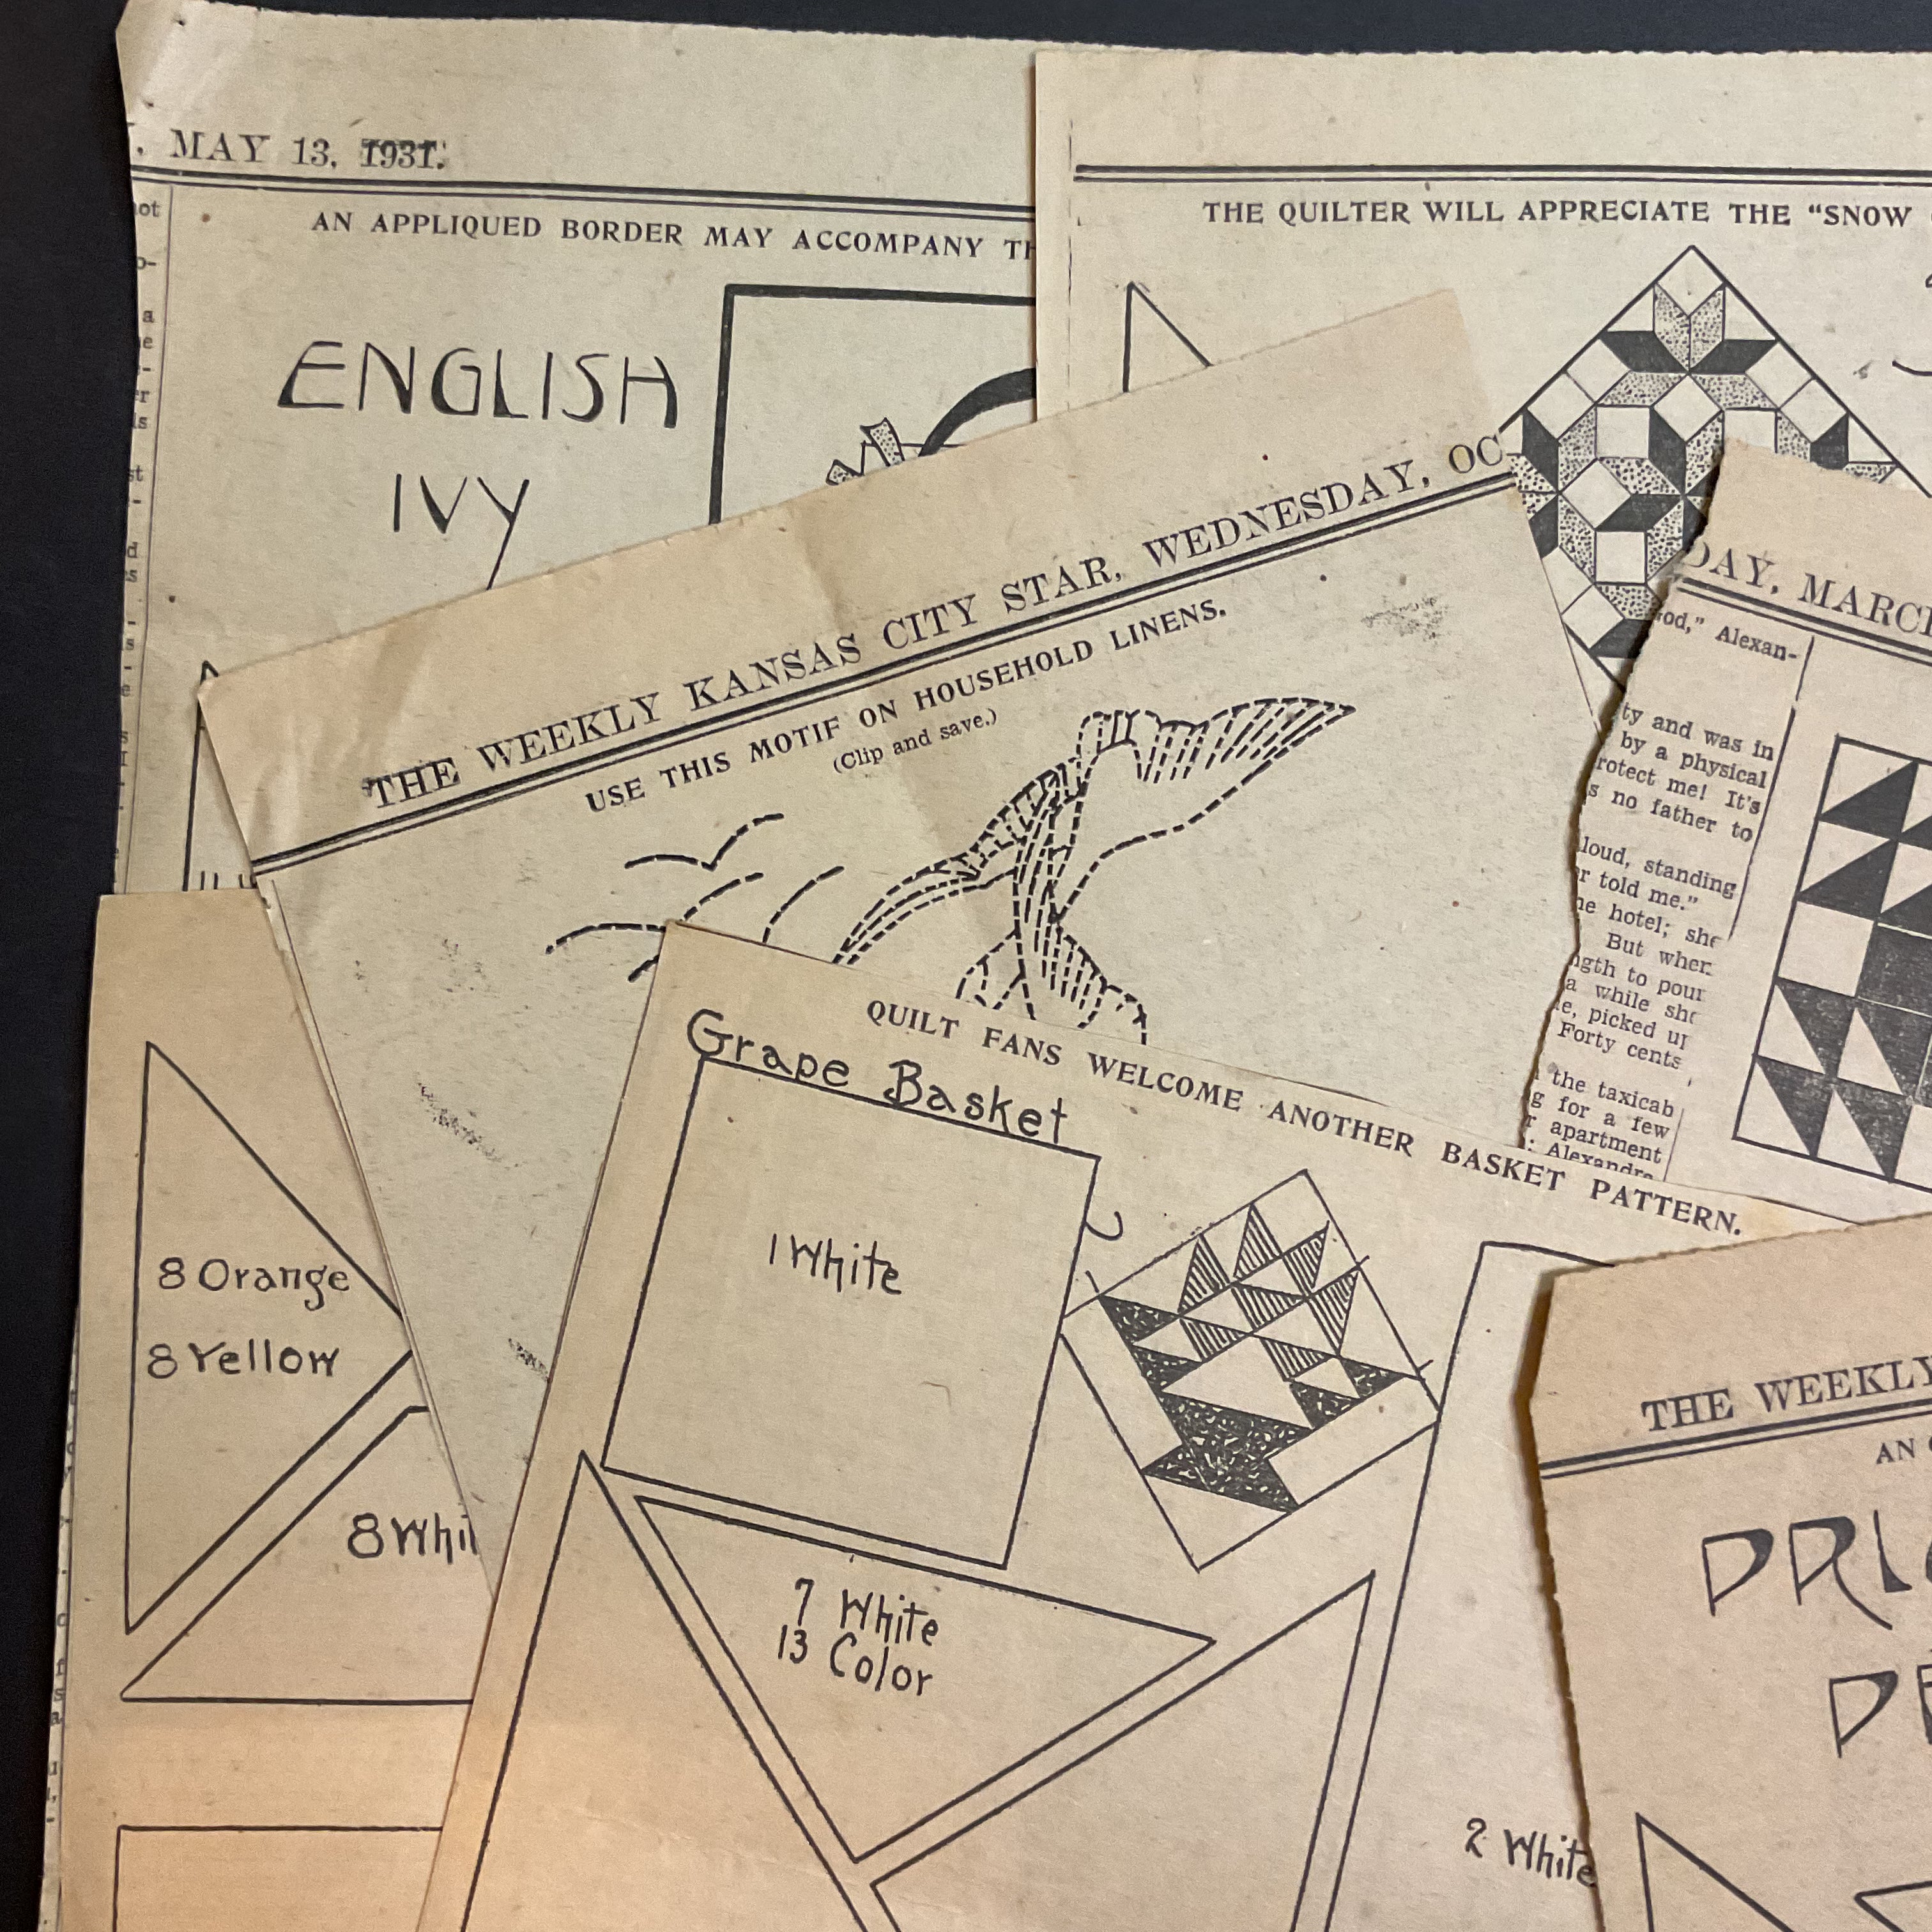 . MAY 13, 1931.
AN APPLIQUED BORDER MAY ACCOMPANY TH
ENGLISH
IVY
THE QUILTER WILL APPRECIATE THE "SNOW
THE WEEKLY KANSAS CITY STAR, WEDNESDAY, OC
USE THIS MOTIF ON HOUSEHOLD LINENS.
(Clip and save.)
DAY, MARC
od," Alexan-
ty and was in
by a physical
rotect me! It's
s no father to
loud, standing
r told me."
he hotel; she
But when
ngth to pour
a while she
e, picked up
Forty cents
the taxicab
g for a few
r apartment
: Alexandre
QUILT FANS WELCOME ANOTHER BASKET PATTERN.
Grape Basket
1 White
7 White
13 Color
2 White
8 Orange
8 Yellow
8 Whi
THE WEEKLY
AN
PRI